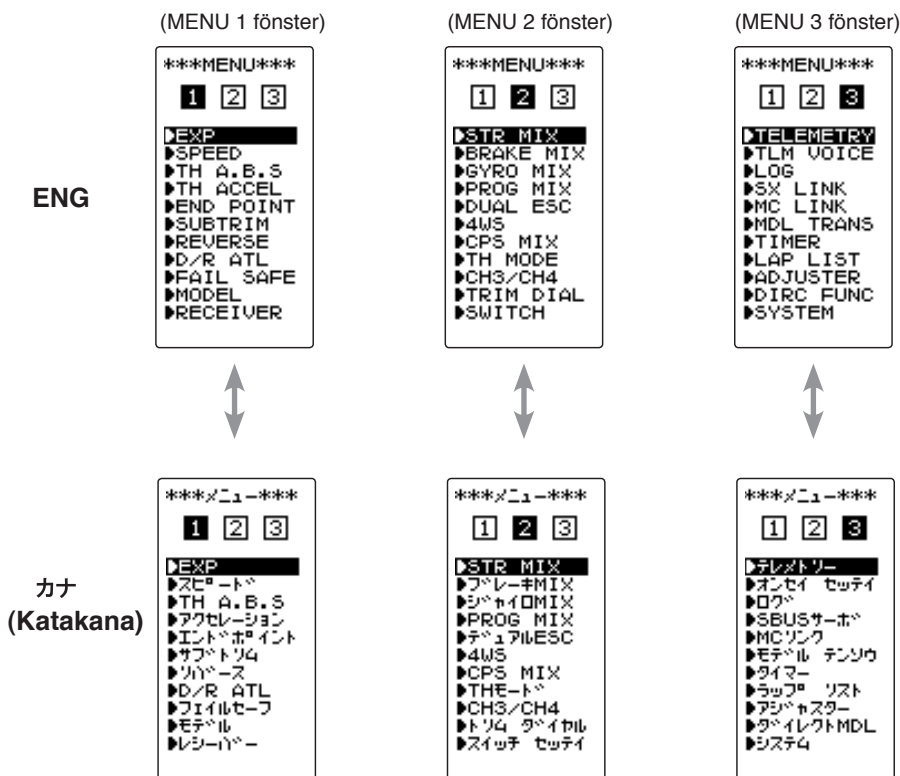 (MENU 1 fönster)
(MENU 2 fönster)
(MENU 3 fönster)
ENG
***MENU***
1 2 3
▶EXP
▶SPEED
▶TH A.B.S
▶TH ACCEL
▶END POINT
▶SUBTRIM
▶REVERSE
▶D/R ATL
▶FAIL SAFE
▶MODEL
▶RECEIVER
***MENU***
1 2 3
▶STR MIX
▶BRAKE MIX
▶GYRO MIX
▶PROG MIX
▶DUAL ESC
▶4WS
▶CPS MIX
▶TH MODE
▶CH3/CH4
▶TRIM DIAL
▶SWITCH
***MENU***
1 2 3
▶TELEMETRY
▶TLM VOICE
▶LOG
▶SX LINK
▶MC LINK
▶MDL TRANS
▶TIMER
▶LAP LIST
▶ADJUSTER
▶DIRC FUNC
▶SYSTEM
カナ
(Katakana)
***メニュー***
1 2 3
▶EXP
▶スピード
▶TH A.B.S
▶アクセレーション
▶エンドポイント
▶サブトリム
▶リバース
▶D/R ATL
▶フェイルセーフ
▶モデル
▶レシーバー
***メニュー***
1 2 3
▶STR MIX
▶ブレーキMIX
▶ジャイロMIX
▶PROG MIX
▶デュアルESC
▶4WS
▶CPS MIX
▶THモード
▶CH3/CH4
▶トリム ダイヤル
▶スイッチ セッテイ
***メニュー***
1 2 3
▶テレメトリー
▶オンセイ セッテイ
▶ログ
▶SBUSサーボ
▶MCリンク
▶モデル テンソウ
▶タイマー
▶ラップ リスト
▶アジャスター
▶ダイレクトMDL
▶システム